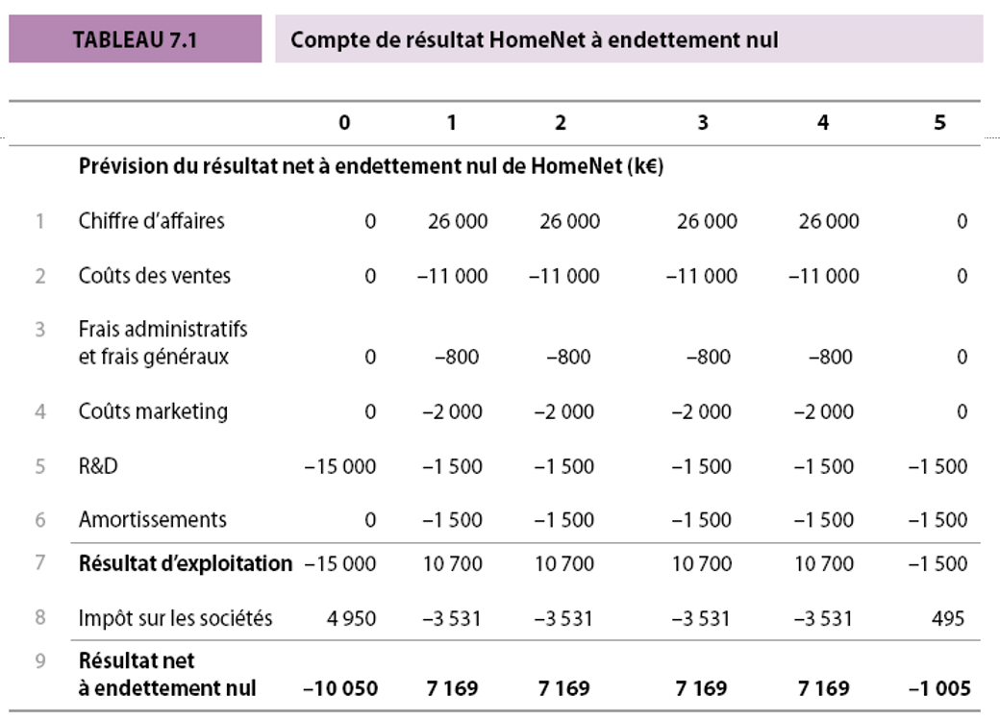 TABLEAU 7.1 Compte de résultat HomeNet à endettement nul
0 1 2 3 4 5
Prévision du résultat net à endettement nul de HomeNet (k€)
1 Chiffre d’affaires 0 26 000 26 000 26 000 26 000 0
2 Coûts des ventes 0 –11 000 –11 000 –11 000 –11 000 0
3 Frais administratifs
et frais généraux 0 –800 –800 –800 –800 0
4 Coûts marketing 0 –2 000 –2 000 –2 000 –2 000 0
5 R&D –15 000 –1 500 –1 500 –1 500 –1 500 –1 500
6 Amortissements 0 –1 500 –1 500 –1 500 –1 500 –1 500
7 Résultat d’exploitation –15 000 10 700 10 700 10 700 10 700 –1 500
8 Impôt sur les sociétés 4 950 –3 531 –3 531 –3 531 –3 531 495
9 Résultat net
à endettement nul –10 050 7 169 7 169 7 169 7 169 –1 005